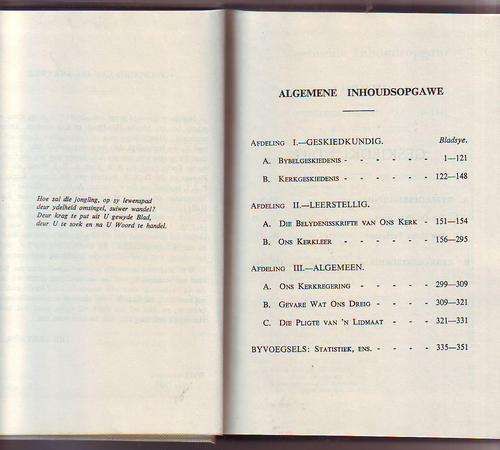 Hoe zal die jongling, op sy lewenspad
deur ydelheid omsingel, suiwer wandel?
Deur krag te put uit U gewyde Blad,
deur U te soek en na U Woord te handel.
ALGEMENE INHOUDSOPGAWE
AFDELING I.—GESKIEDKUNDIG. Bladsye.
A. BYBELGESKIEDENIS - - - - - 1—121
B. KERKGESKIEDENIS - - - - - 122—148
AFDELING II.—LEERSTELLIG.
A. DIE BELYDENISSKRIFTE VAN ONS KERK - 151—154
B. ONS KERKLEER - - - - - 156—295
AFDELING III.—ALGEMEEN.
A. ONS KERKREGERING - - - - 299—309
B. GEVARE WAT ONS DREIG - - - - 309—321
C. DIE PLIGTE VAN 'N LIDMAAT - - - 321—331
BYVOEGSELS: STATISTIEK, ENS. - - - - 335—351